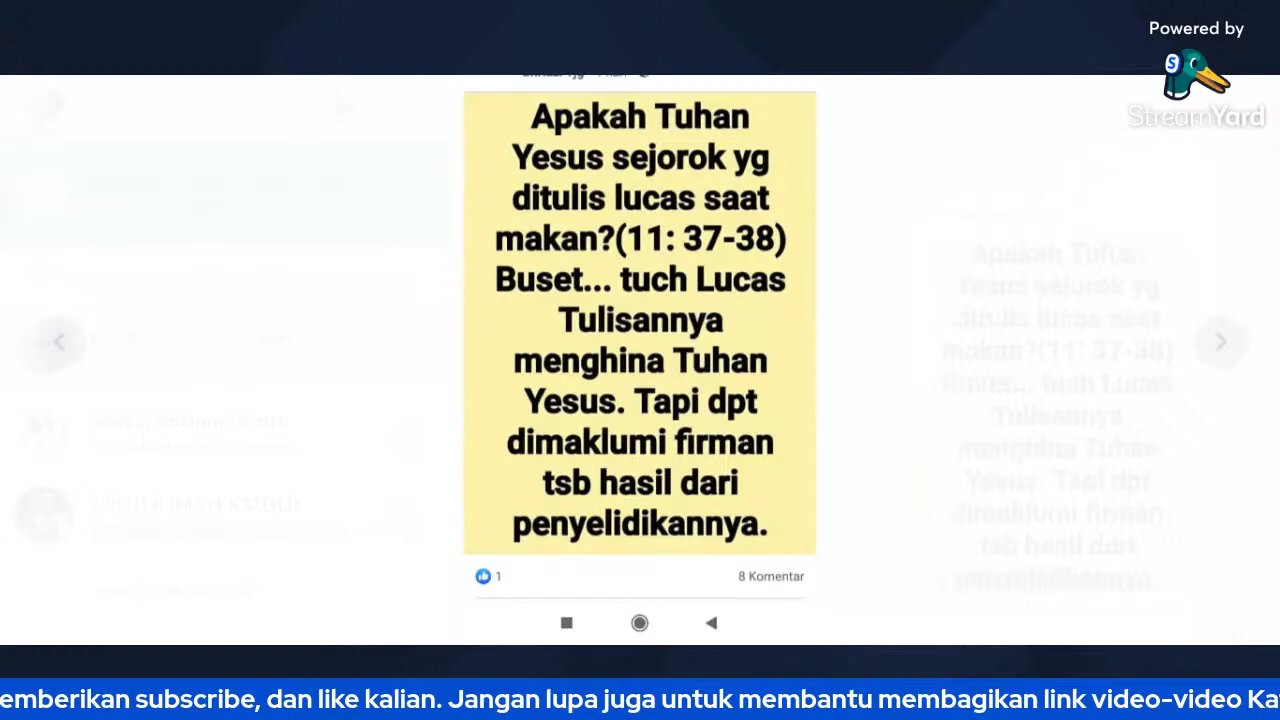 Powered by
StreamYard
Apakah Tuhan
Yesus sejorok yg
ditulis lucas saat
makan?(11: 37-38)
Buset... tuch Lucas
Tulisannya
menghina Tuhan
Yesus. Tapi dpt
dimaklumi firman
tsb hasil dari
penyelidikannya.
1
8 Komentar
emberikan subscribe, dan like kalian. Jangan lupa juga untuk membantu membagikan link video-video Ka